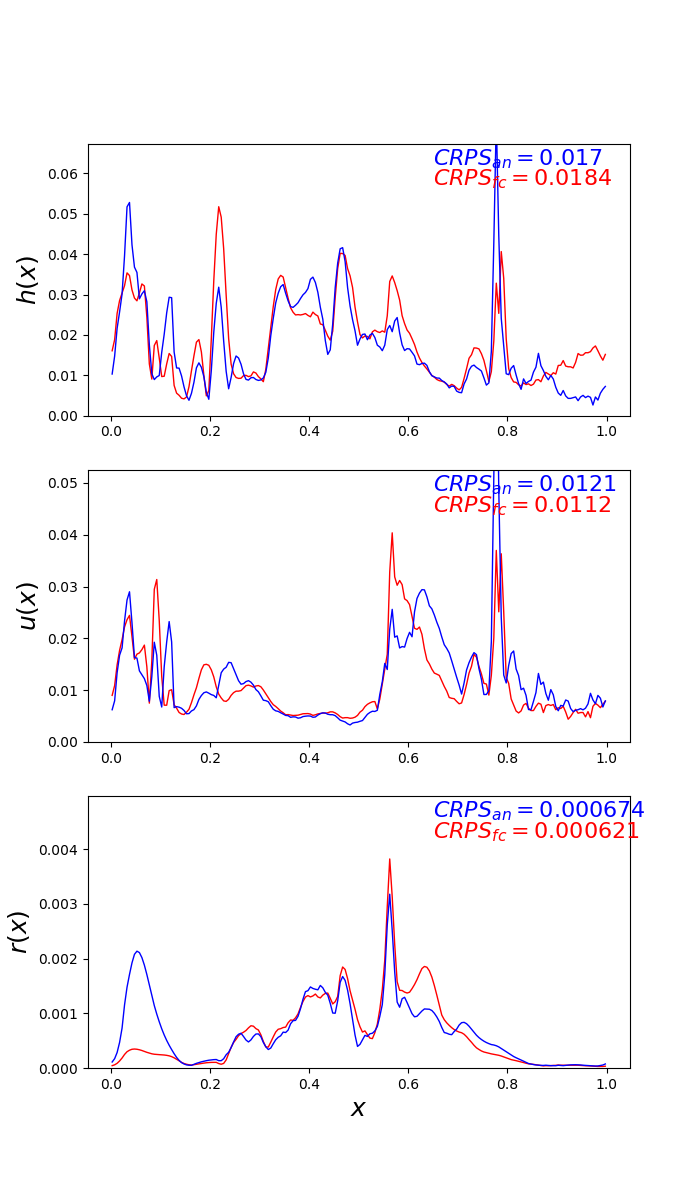 CRPS_an = 0.017
CRPS_fc = 0.0184
h(x)
0.06
0.05
0.04
0.03
0.02
0.01
0.00
0.0 0.2 0.4 0.6 0.8 1.0
CRPS_an = 0.0121
CRPS_fc = 0.0112
u(x)
0.05
0.04
0.03
0.02
0.01
0.00
0.0 0.2 0.4 0.6 0.8 1.0
CRPS_an = 0.000674
CRPS_fc = 0.000621
r(x)
0.004
0.003
0.002
0.001
0.000
0.0 0.2 0.4 0.6 0.8 1.0
x